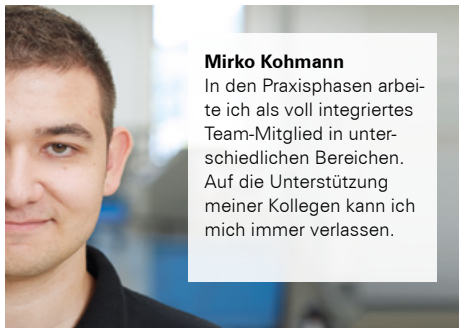 Mirko Kohmann
In den Praxisphasen arbei-
te ich als voll integriertes
Team-Mitglied in unter-
schiedlichen Bereichen.
Auf die Unterstützung
meiner Kollegen kann ich
mich immer verlassen.